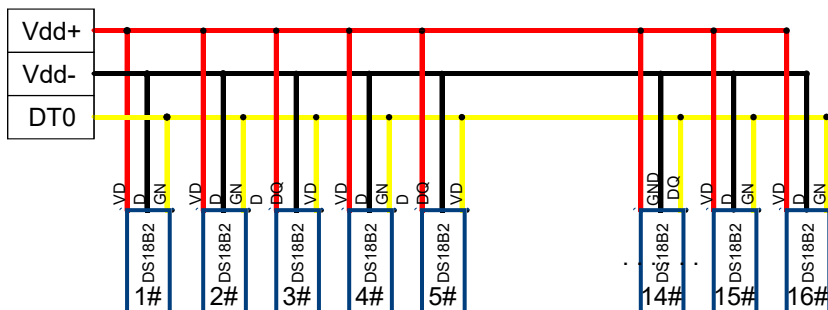 Vdd+
Vdd-
DT0
VD D GN VD D GN D DQ VD VD D GN D DQ VD GND DQ VD D GN VD D GN
DS18B2 DS18B2 DS18B2 DS18B2 DS18B2 DS18B2 DS18B2 DS18B2
1# 2# 3# 4# 5# . . . . . . 14# 15# 16#